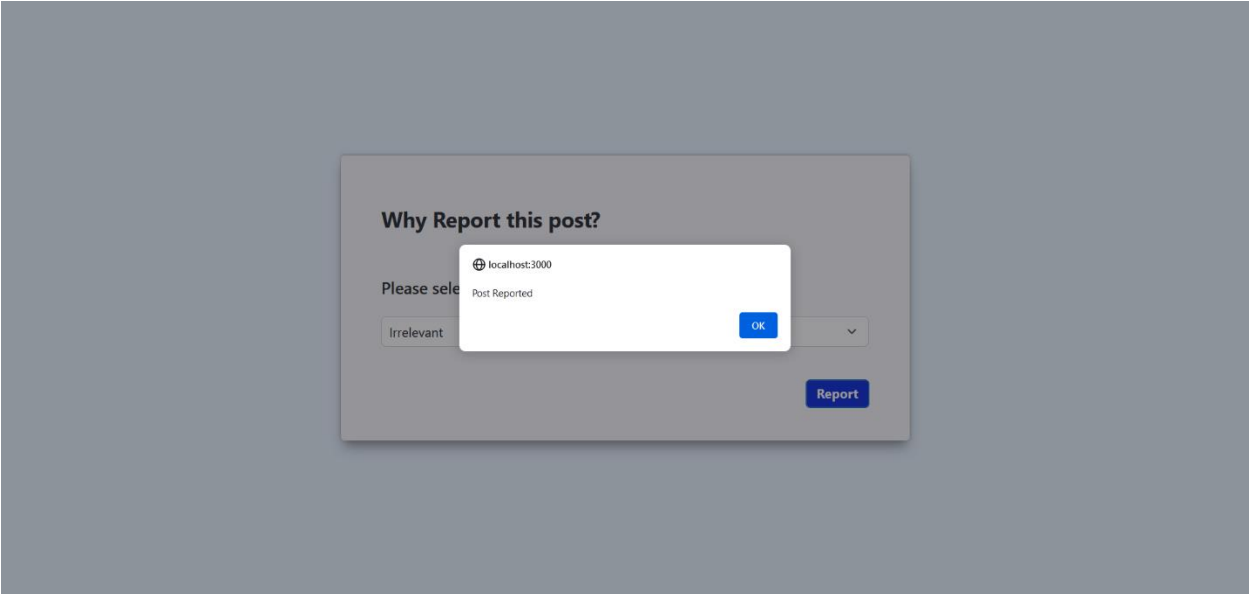 Why Report this post?
localhost:3000
Please sele
Post Reported
OK
Irrelevant
Report